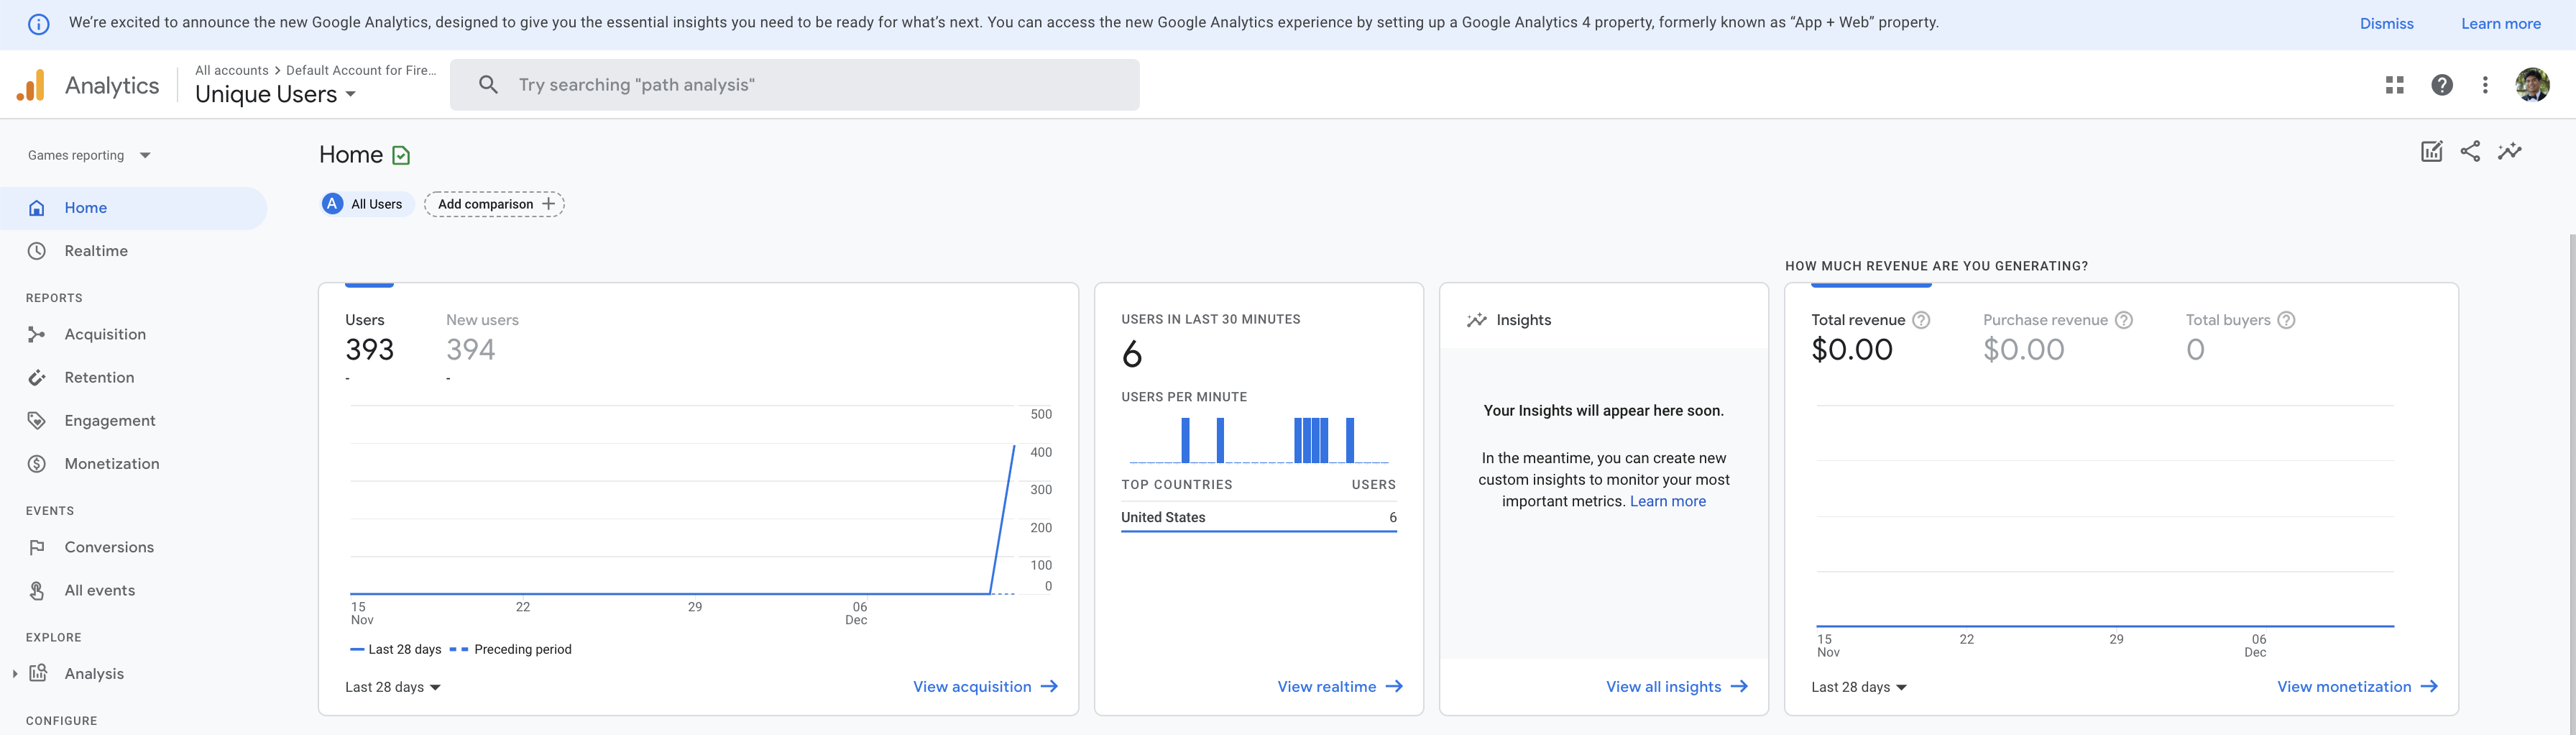 We're excited to announce the new Google Analytics, designed to give you the essential insights you need to be ready for what's next. You can access the new Google Analytics experience by setting up a Google Analytics 4 property, formerly known as “App + Web” property.
Dismiss
Learn more
Analytics
All accounts > Default Account for Fire...
Unique Users
Try searching "path analysis"
Games reporting
Home
Realtime
REPORTS
Acquisition
Retention
Engagement
Monetization
EVENTS
Conversions
All events
EXPLORE
Analysis
CONFIGURE
Home
A All Users
Add comparison +
Users
393
-
New users
394
-
500
400
300
200
100
0
15
Nov
22
29
06
Dec
Last 28 days
Preceding period
Last 28 days
View acquisition
USERS IN LAST 30 MINUTES
6
USERS PER MINUTE
TOP COUNTRIES USERS
United States 6
View realtime
Insights
Your Insights will appear here soon.
In the meantime, you can create new
custom insights to monitor your most
important metrics. Learn more
View all insights
HOW MUCH REVENUE ARE YOU GENERATING?
Total revenue
$0.00
Purchase revenue
$0.00
Total buyers
0
15
Nov
22
29
06
Dec
Last 28 days
View monetization